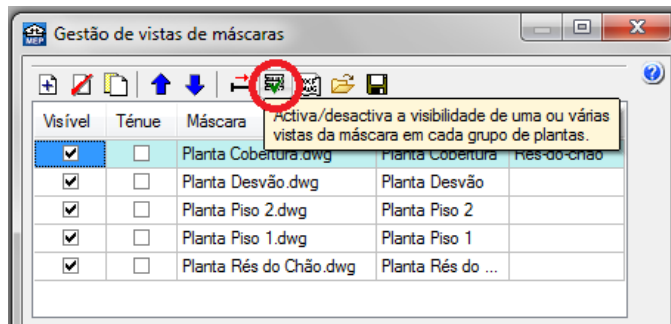 MEP Gestão de vistas de máscaras
Activa/desactiva a visibilidade de uma ou várias
vistas da máscara em cada grupo de plantas.
Visível Ténue Máscara
Planta Cobertura.dwg Planta Cobertura Rés-do-chão
Planta Desvão.dwg Planta Desvão
Planta Piso 2.dwg Planta Piso 2
Planta Piso 1.dwg Planta Piso 1
Planta Rés do Chão.dwg Planta Rés do ...